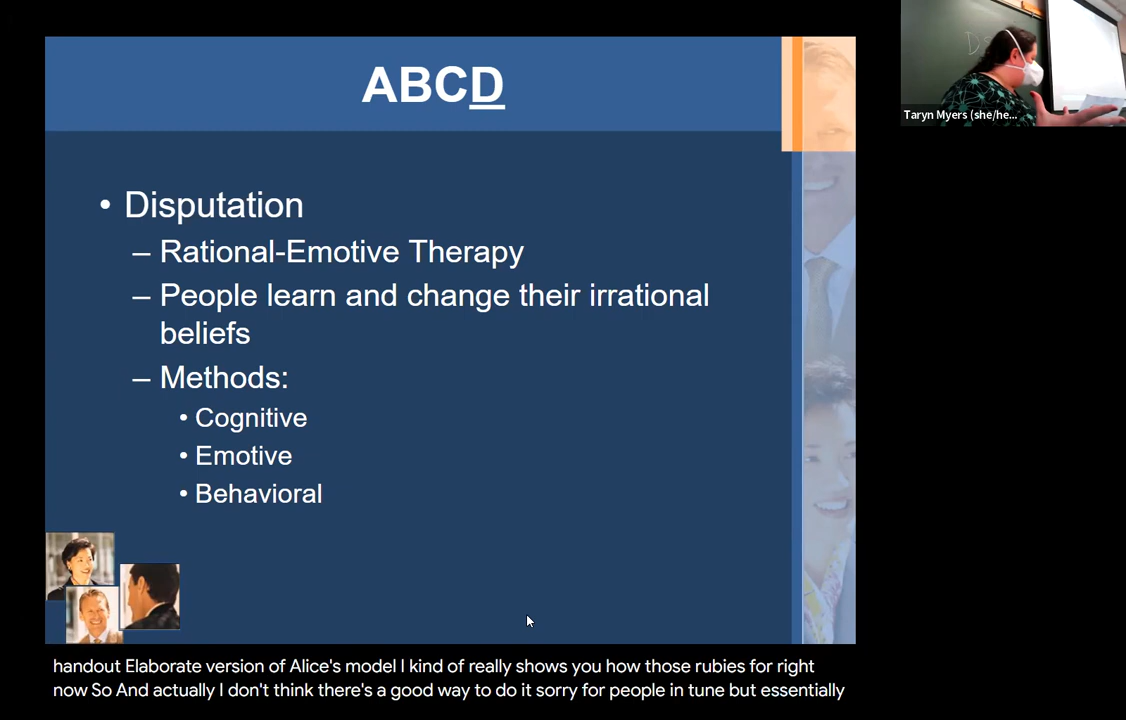 ABCD
• Disputation
– Rational-Emotive Therapy
– People learn and change their irrational
beliefs
– Methods:
• Cognitive
• Emotive
• Behavioral
Taryn Myers (she/he...
handout Elaborate version of Alice's model I kind of really shows you how those rubies for right
now So And actually I don't think there's a good way to do it sorry for people in tune but essentially